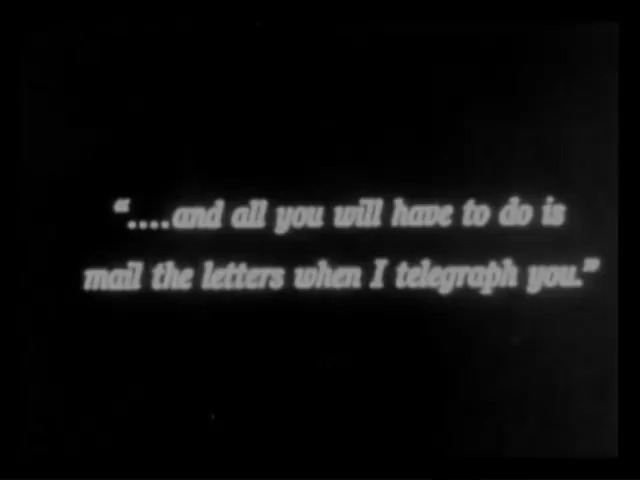 “....and all you will have to do is
mail the letters when I telegraph you.”